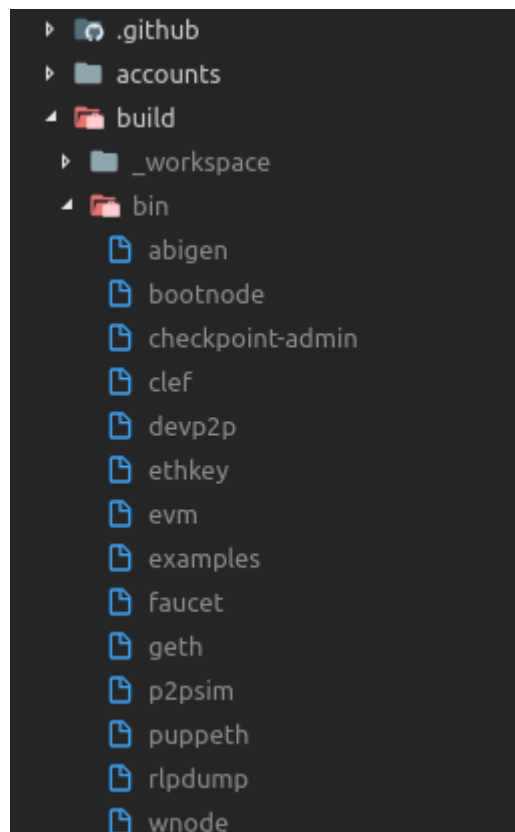 .github
accounts
build
_workspace
bin
abigen
bootnode
checkpoint-admin
clef
devp2p
ethkey
evm
examples
faucet
geth
p2psim
puppeth
rlpdump
wnode